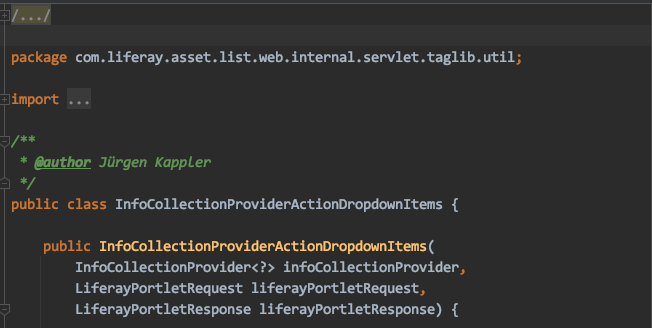 /.../
package com.liferay.asset.list.web.internal.servlet.taglib.util;
import ...
/**
* @author Jürgen Kappler
*/
public class InfoCollectionProviderActionDropdownItems {
public InfoCollectionProviderActionDropdownItems(
InfoCollectionProvider<?> infoCollectionProvider,
LiferayPortletRequest liferayPortletRequest,
LiferayPortletResponse liferayPortletResponse) {